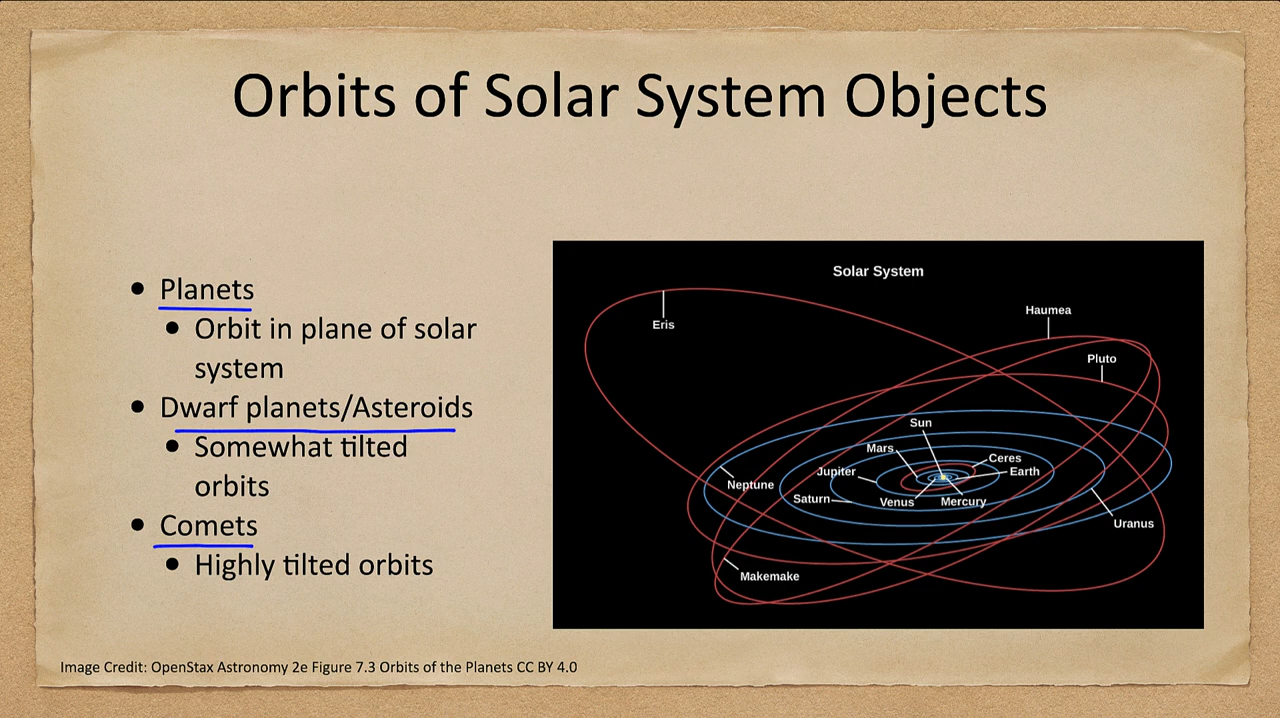 Orbits of Solar System Objects
• Planets
• Orbit in plane of solar
system
• Dwarf planets/Asteroids
• Somewhat tilted
orbits
• Comets
• Highly tilted orbits
Solar System
Eris
Haumea
Pluto
Sun
Mars
Ceres
Jupiter
Earth
Neptune
Saturn
Venus
Mercury
Uranus
Makemake
Image Credit: OpenStax Astronomy 2e Figure 7.3 Orbits of the Planets CC BY 4.0